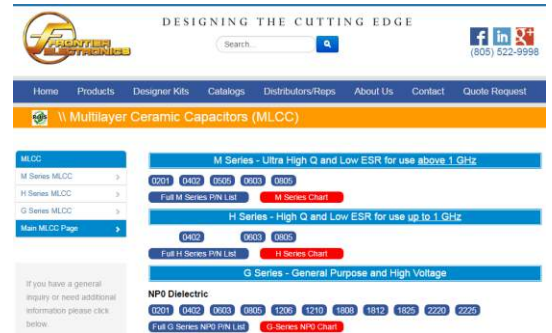 DESIGNING THE CUTTING EDGE
FRONTIER
ELECTRONICS
Search...
(805) 522-9998
Home Products Designer Kits Catalogs Distributors/Reps About Us Contact Quote Request
\\ Multilayer Ceramic Capacitors (MLCC)
MLCC
M Series MLCC
H Series MLCC
G Series MLCC
Main MLCC Page
If you have a general
inquiry or need additional
information please click
below.
M Series - Ultra High Q and Low ESR for use above 1 GHz
0201 0402 0505 0603 0805
Full M Series P/N List M Series Chart
H Series - High Q and Low ESR for use up to 1 GHz
0402 0603 0805
Full H Series P/N List H Series Chart
G Series - General Purpose and High Voltage
NP0 Dielectric
0201 0402 0603 0805 1206 1210 1808 1812 1825 2220 2225
Full G Series NP0 P/N List G-Series NP0 Chart